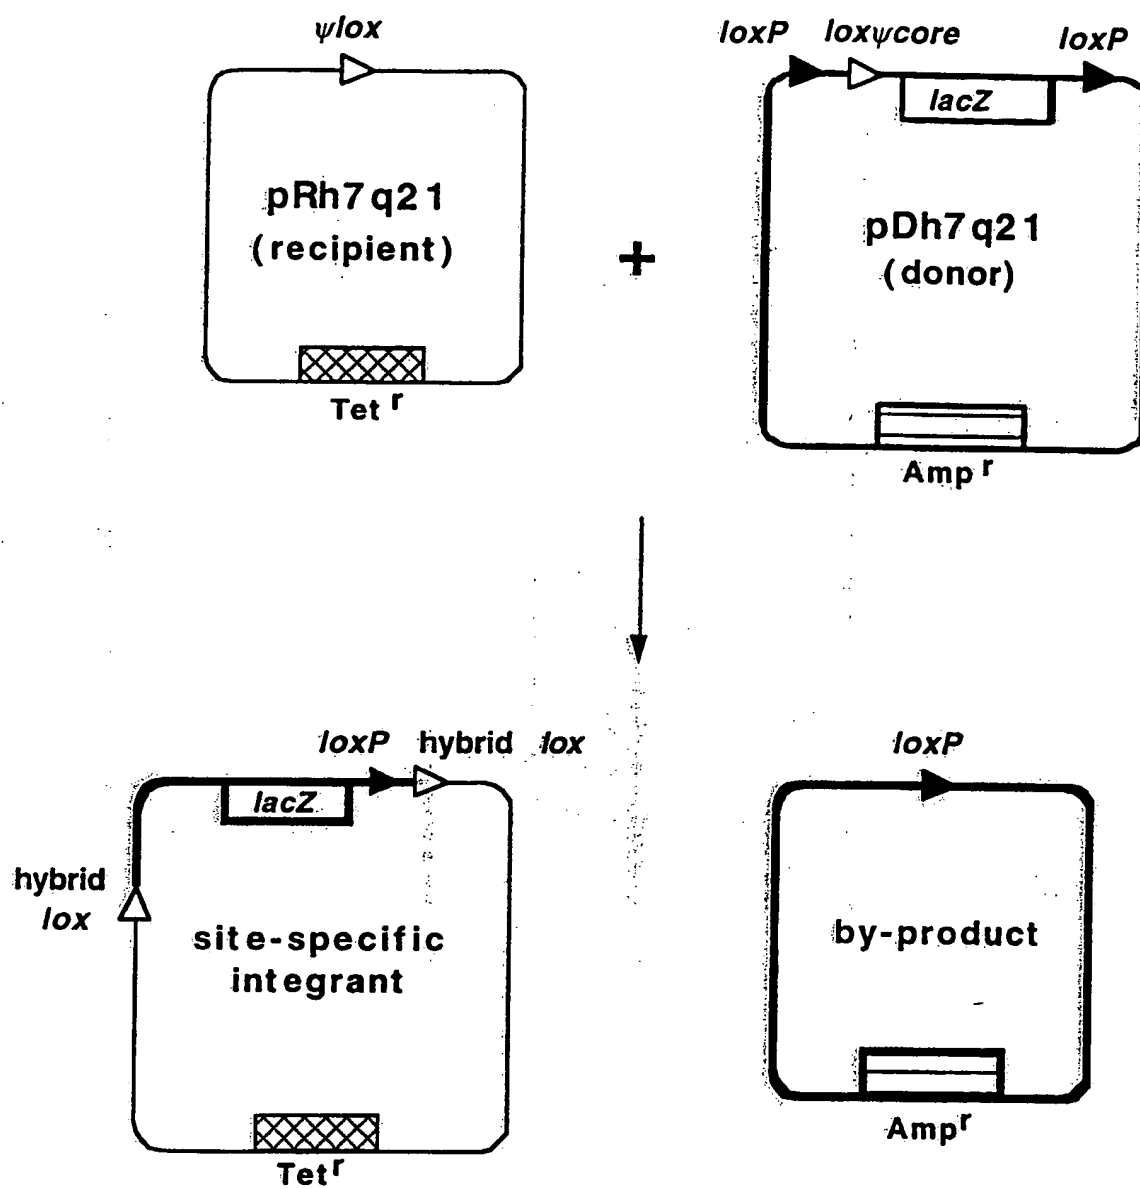 ψlox
loxP loxψcore loxP
lacZ
pRh7q21
(recipient)
+
pDh7q21
(donor)
Tet r
Amp r
loxP hybrid lox
loxP
lacZ
hybrid
lox
site-specific
integrant
by-product
Tet r
Amp r